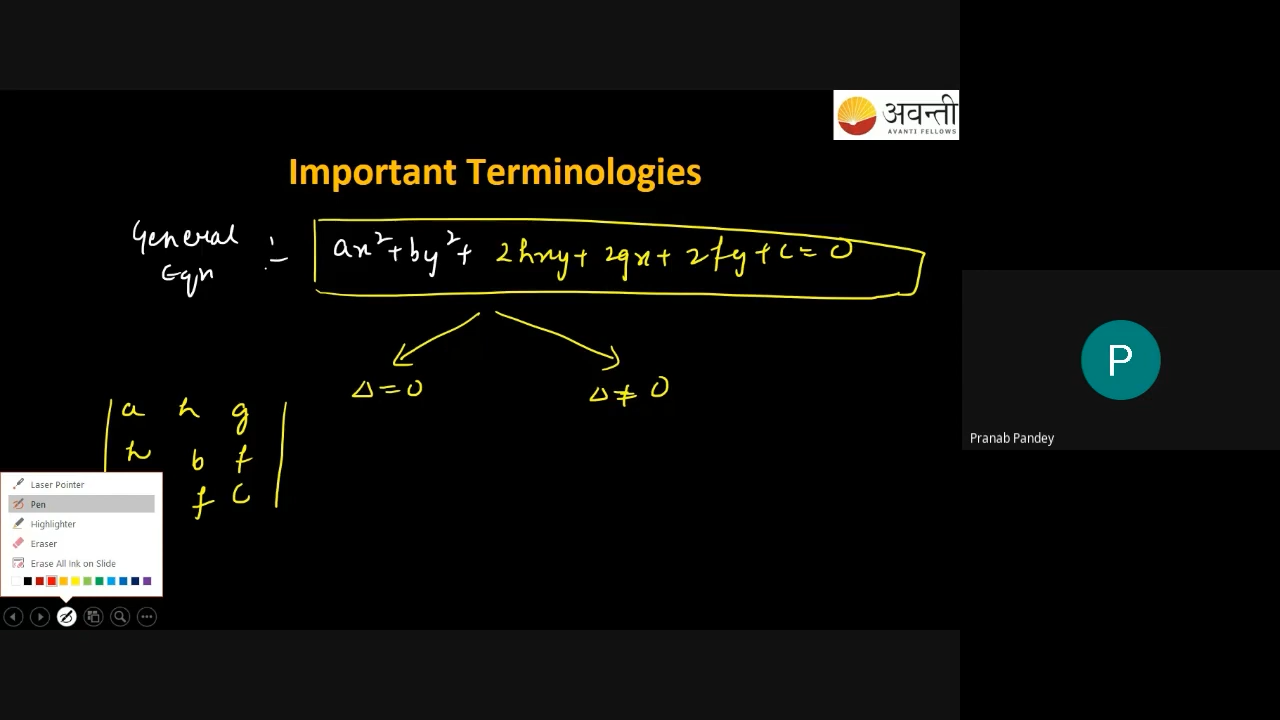 अवन्ती
AVANTI FELLOWS
Important Terminologies
General Eqn :- ax²+by²+ 2hxy+ 2gx+ 2fy+c=0
Δ=0 Δ≠0
a h g
h b f
f c
Laser Pointer
Pen
Highlighter
Eraser
Erase All Ink on Slide
P
Pranab Pandey